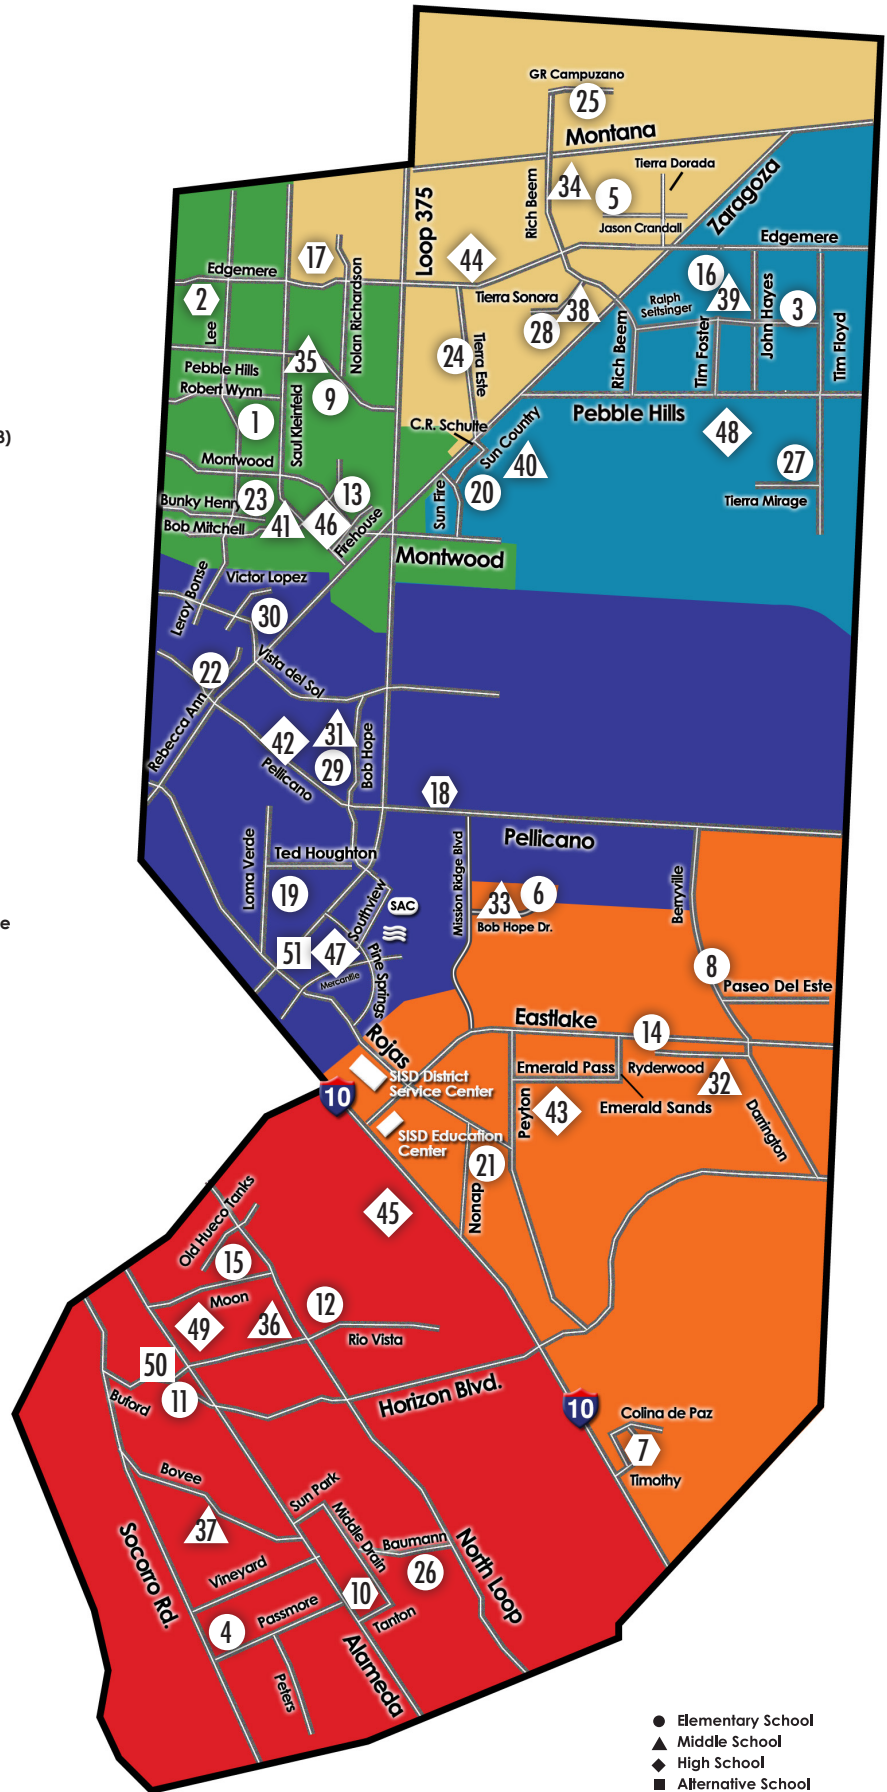 GR Campuzano
25
Montana
34
Tierra Dorada
5
Jason Crandall
Rich Beem
Zaragoza
Loop 375
17
44
Edgemere
Edgemere
2
Nolan Richardson
16
39
3
Tierra Sonora
38
28
Ralph
Seitsinger
John Hayes
Tim Floyd
Tim Foster
Rich Beem
Lee
35
24
Tierra Este
Pebble Hills
Robert Wynn
9
Saul Kleinfeld
1
Pebble Hills
C.R. Schutte
Sun Country
48
3)
Montwood
40
27
Tierra Mirage
23
13
20
Sun Fire
Bunky Henry
Bob Mitchell
41
46
Firehouse
Montwood
Leroy Bonse
Victor Lopez
30
22
Vista del Sol
Rebecca Ann
42
31
29
Bob Hope
Pellicano
18
Pellicano
Loma Verde
Ted Houghton
Mission Ridge Blvd
Berryville
19
Southview
SAC
33
6
Bob Hope Dr.
e
51
47
Mercantile
Pine Springs
8
Paseo Del Este
Rojas
Eastlake
14
SISD District
Service Center
Emerald Pass
Ryderwood
32
10
Emerald Sands
Peyton
43
Darrington
SISD Education
Center
21
Nonap
45
Old Hueco Tanks
15
Moon
12
49
36
Rio Vista
50
11
Buford
Horizon Blvd.
10
Colina de Paz
7
Timothy
Bovee
Sun Park
37
Middle Drain
Baumann
North Loop
Socorro Rd.
Vineyard
26
10
Passmore
Tanton
4
Alameda
Peters
Elementary School
Middle School
High School
Alternative School